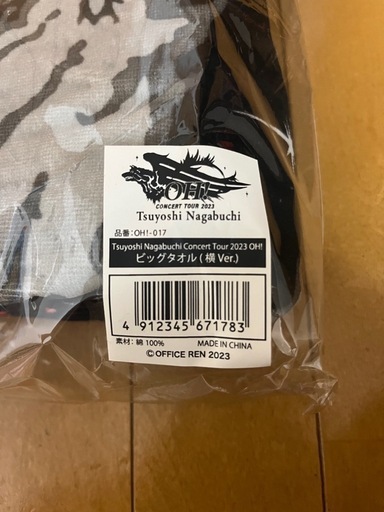 OH!
CONCERT TOUR 2023
Tsuyoshi Nagabuchi
品番:OH!-017
Tsuyoshi Nagabuchi Concert Tour 2023 OH!
ビッグタオル(横Ver.)
4 912345 671783
素材:綿 100% MADE IN CHINA
©OFFICE REN 2023